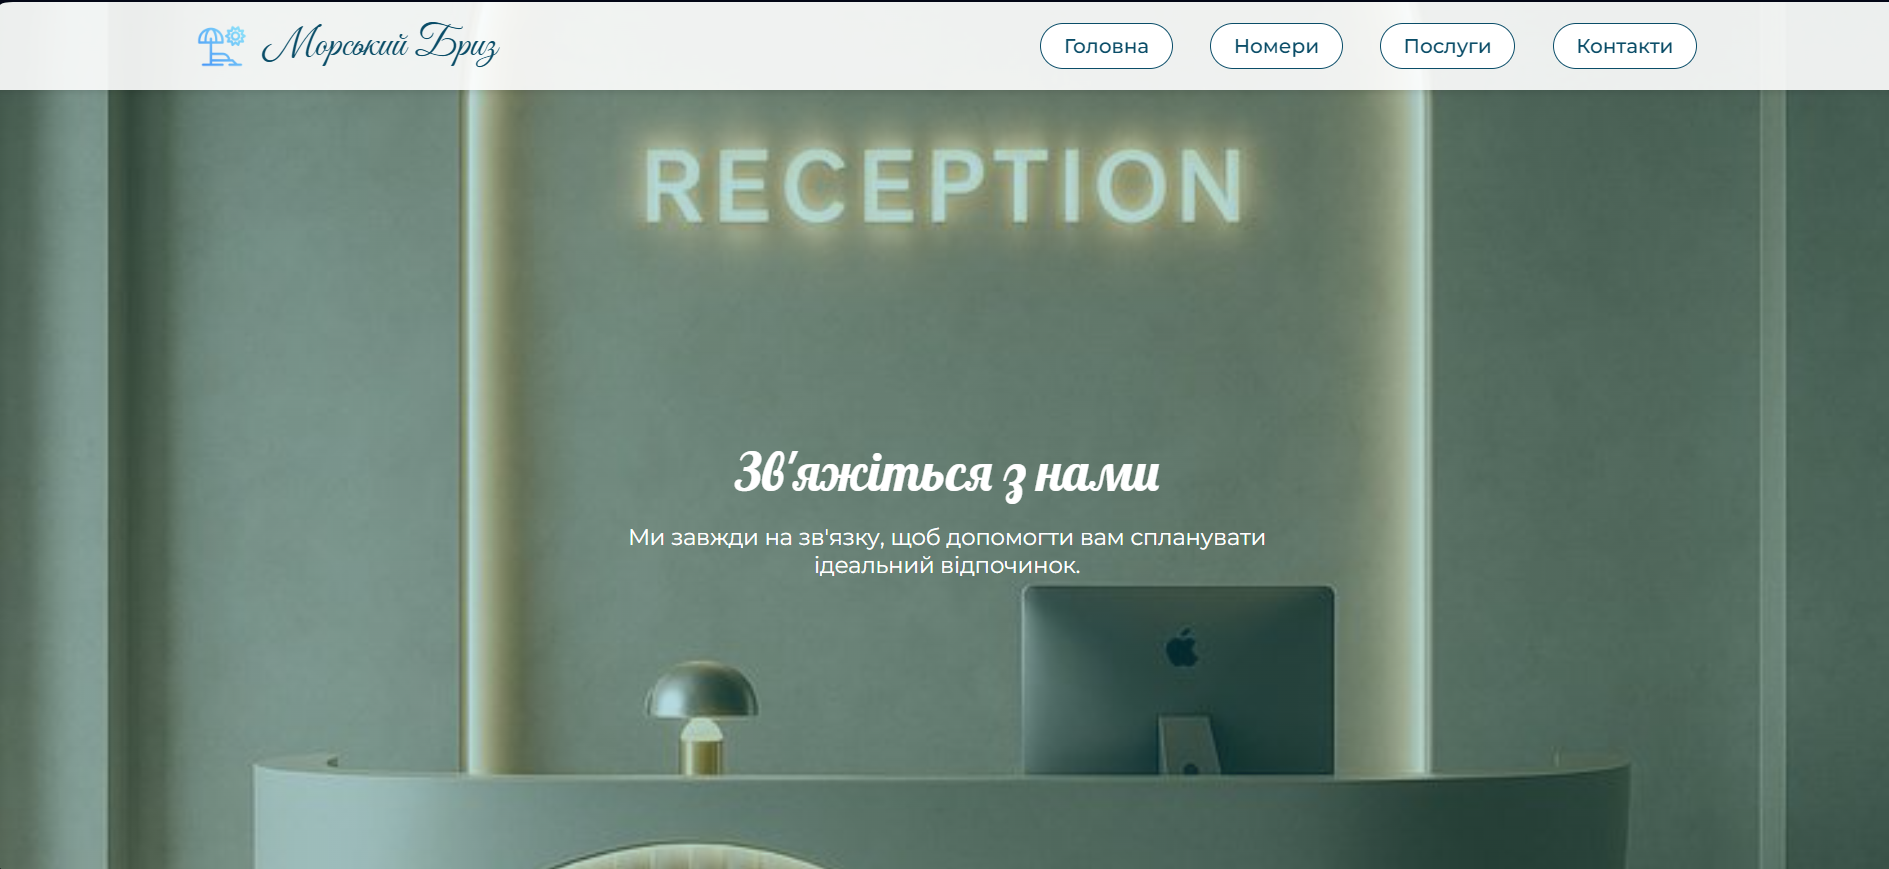 Морський Бриз
Головна
Номери
Послуги
Контакти
RECEPTION
Зв'яжіться з нами
Ми завжди на зв'язку, щоб допомогти вам спланувати
ідеальний відпочинок.